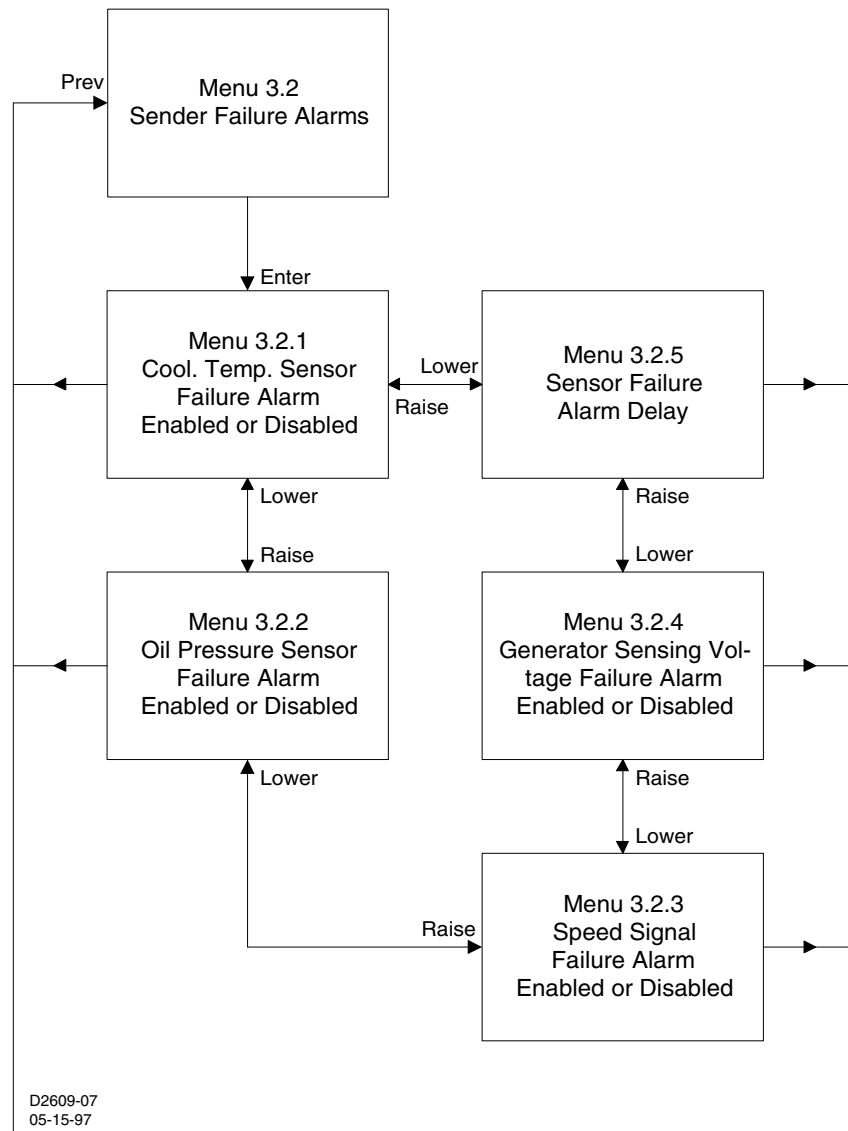 Prev
Menu 3.2
Sender Failure Alarms
Enter
Menu 3.2.1
Cool. Temp. Sensor
Failure Alarm
Enabled or Disabled
Lower
Raise
Menu 3.2.5
Sensor Failure
Alarm Delay
Lower
Raise
Raise
Lower
Menu 3.2.2
Oil Pressure Sensor
Failure Alarm
Enabled or Disabled
Menu 3.2.4
Generator Sensing Vol-
tage Failure Alarm
Enabled or Disabled
Lower
Raise
Raise
Lower
Menu 3.2.3
Speed Signal
Failure Alarm
Enabled or Disabled
D2609-07
05-15-97